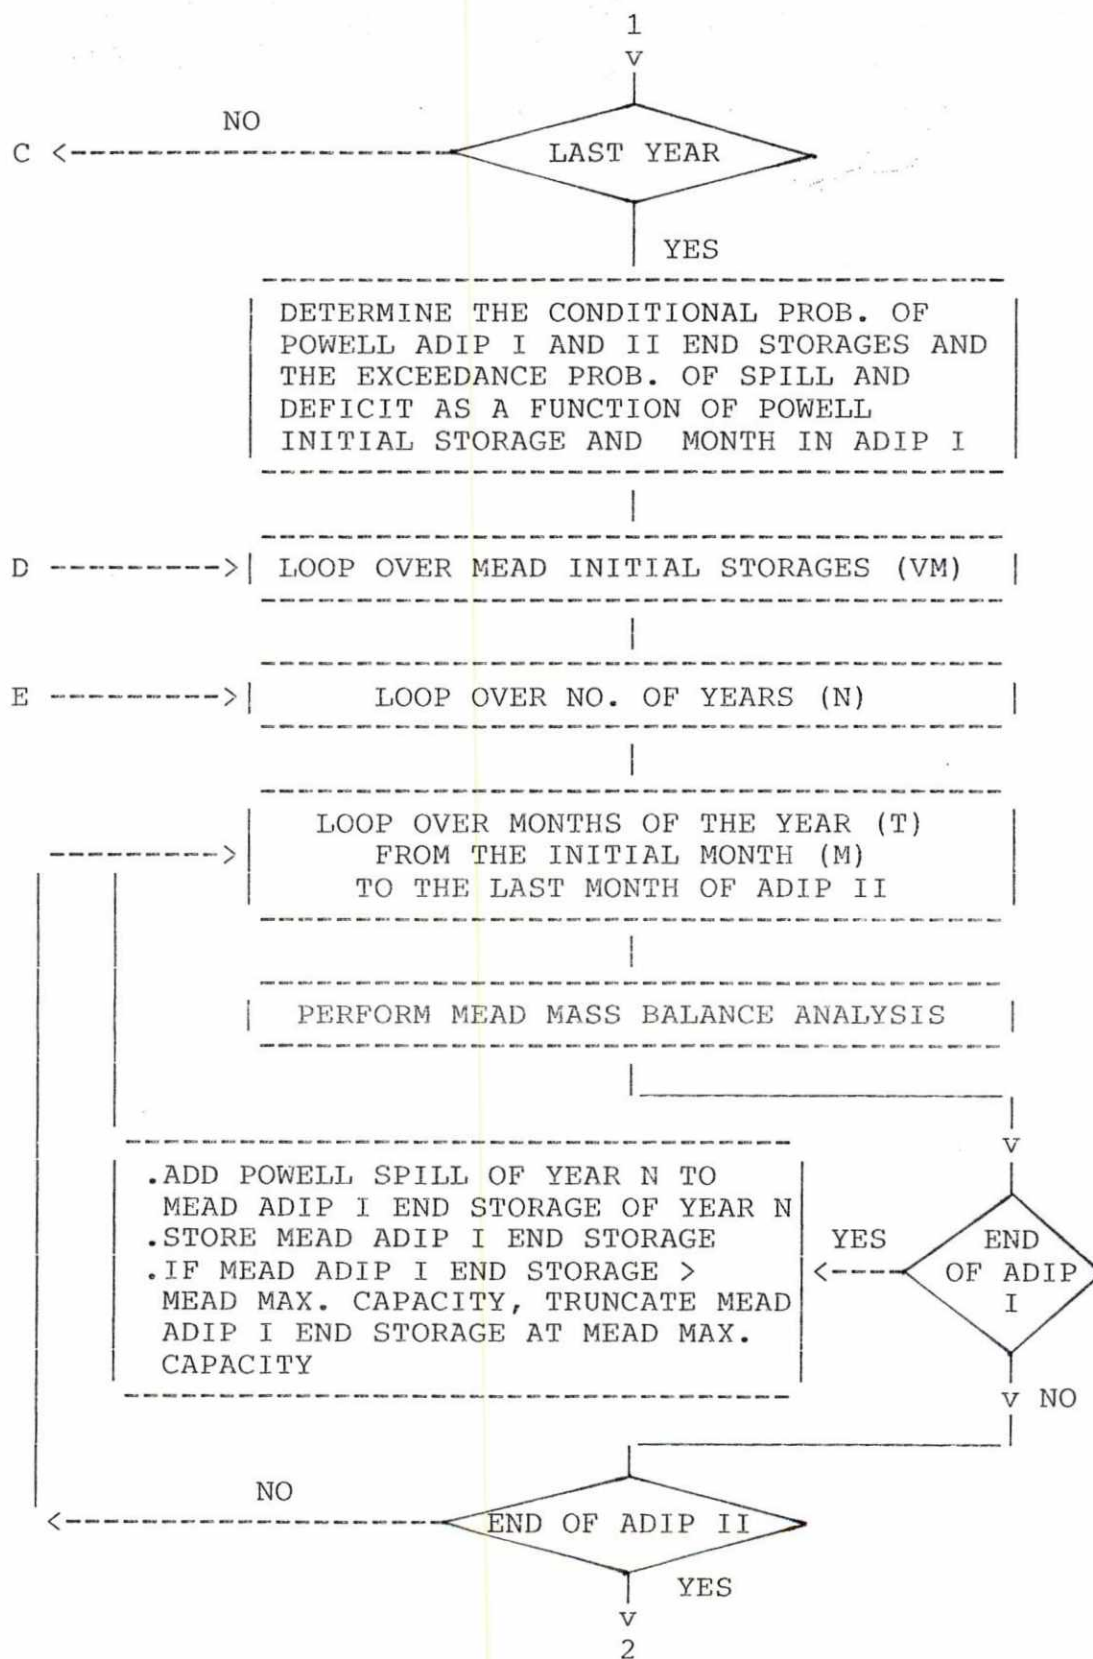 1
v
NO
C <----------- LAST YEAR
YES
DETERMINE THE CONDITIONAL PROB. OF
POWELL ADIP I AND II END STORAGES AND
THE EXCEEDANCE PROB. OF SPILL AND
DEFICIT AS A FUNCTION OF POWELL
INITIAL STORAGE AND MONTH IN ADIP I
D ---------->| LOOP OVER MEAD INITIAL STORAGES (VM) |
E ---------->| LOOP OVER NO. OF YEARS (N) |
LOOP OVER MONTHS OF THE YEAR (T)
---------->| FROM THE INITIAL MONTH (M)
TO THE LAST MONTH OF ADIP II
| PERFORM MEAD MASS BALANCE ANALYSIS |
v
.ADD POWELL SPILL OF YEAR N TO
MEAD ADIP I END STORAGE OF YEAR N
.STORE MEAD ADIP I END STORAGE
.IF MEAD ADIP I END STORAGE >
MEAD MAX. CAPACITY, TRUNCATE MEAD
ADIP I END STORAGE AT MEAD MAX.
CAPACITY
YES
<----
END
OF ADIP
I
v NO
NO
<---------- END OF ADIP II
YES
v
2